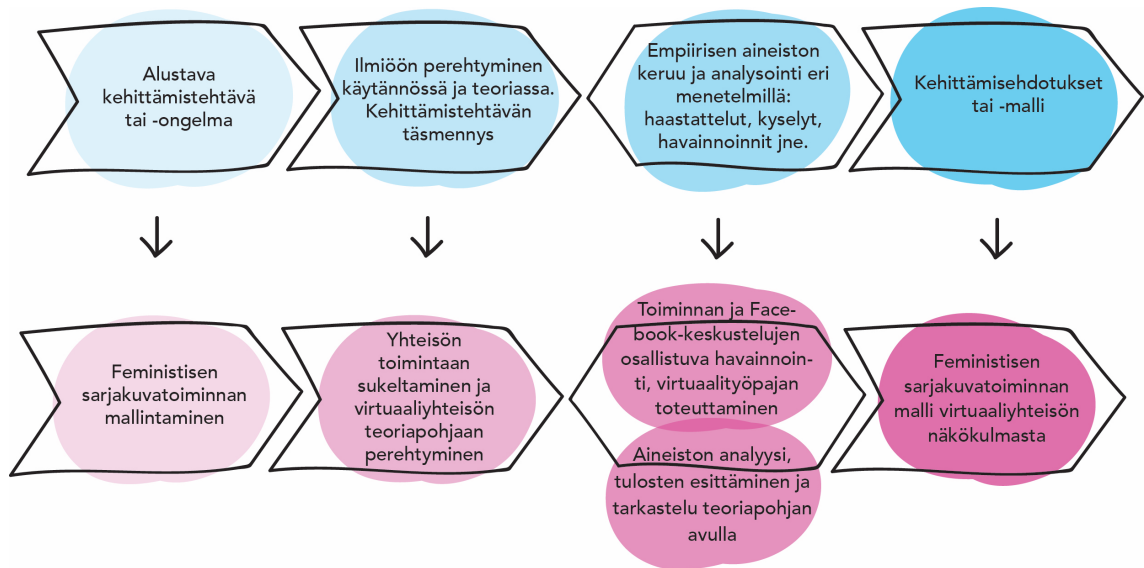 Alustava
kehittämistehtävä
tai -ongelma
Ilmiöön perehtyminen
käytännössä ja teoriassa.
Kehittämistehtävän
täsmennys
Empiirisen aineiston
keruu ja analysointi eri
menetelmillä:
haastattelut, kyselyt,
havainnoinnit jne.
Kehittämisehdotukset
tai -malli
Feministisen
sarjakuvatoiminnan
mallintaminen
Yhteisön
toimintaan
sukeltaminen ja
virtuaaliyhteisön
teoriapohjaan
perehtyminen
Toiminnan ja Face-
book-keskustelujen
osallistuva havainnoin-
ti, virtuaalityöpajan
toteuttaminen
Aineiston analyysi,
tulosten esittäminen ja
tarkastelu teoriapohjan
avulla
Feministisen
sarjakuvatoiminnan
malli virtuaaliyhteisön
näkökulmasta